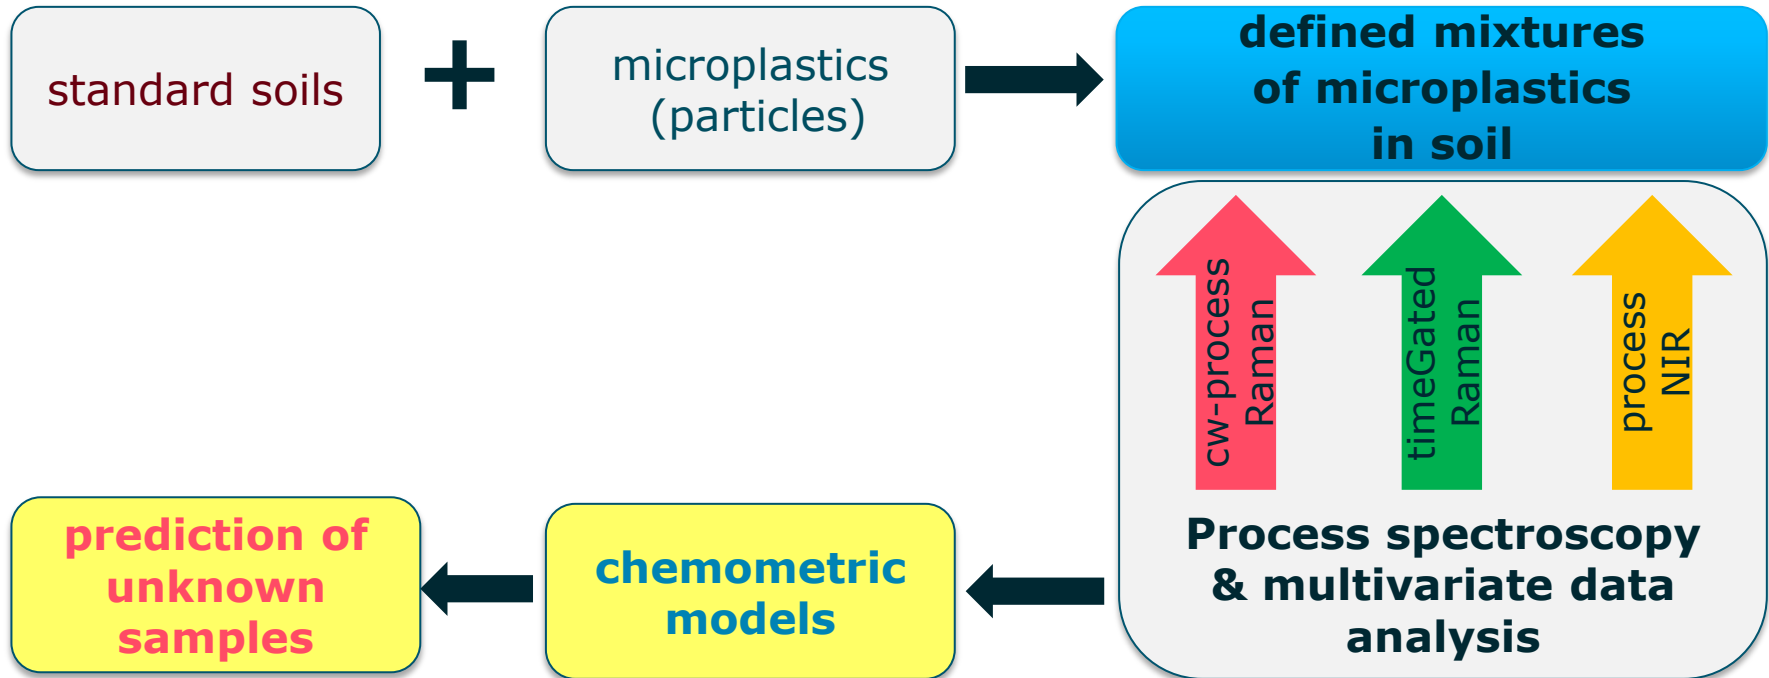 standard soils
+
microplastics
(particles)
defined mixtures
of microplastics
in soil
cw-process
Raman
timeGated
Raman
process
NIR
Process spectroscopy
& multivariate data
analysis
chemometric
models
prediction of
unknown
samples